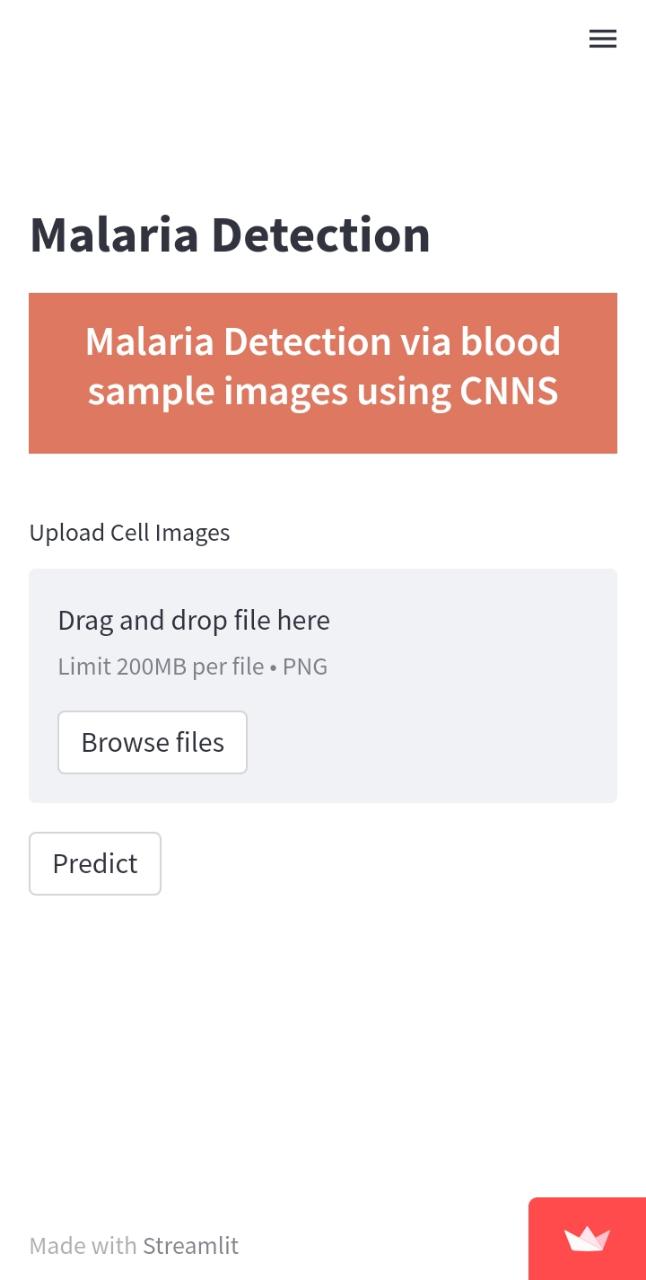 Malaria Detection
Malaria Detection via blood
sample images using CNNS
Upload Cell Images
Drag and drop file here
Limit 200MB per file • PNG
Browse files
Predict
Made with Streamlit